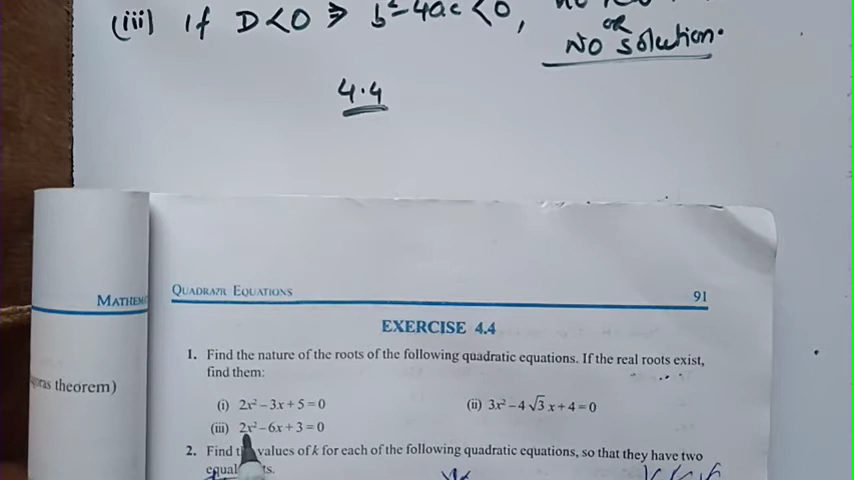 (iii) If D<0 ⇒ b²-4ac<0, no
OR
NO Solution.
4.4
QUADRATIC EQUATIONS 91
EXERCISE 4.4
1. Find the nature of the roots of the following quadratic equations. If the real roots exist,
find them:
(i) 2x² – 3x + 5 = 0 (ii) 3x² – 4√3 x + 4 = 0
(iii) 2x² – 6x + 3 = 0
2. Find values of k for each of the following quadratic equations, so that they have two
equal
MATHEM
oras theorem)